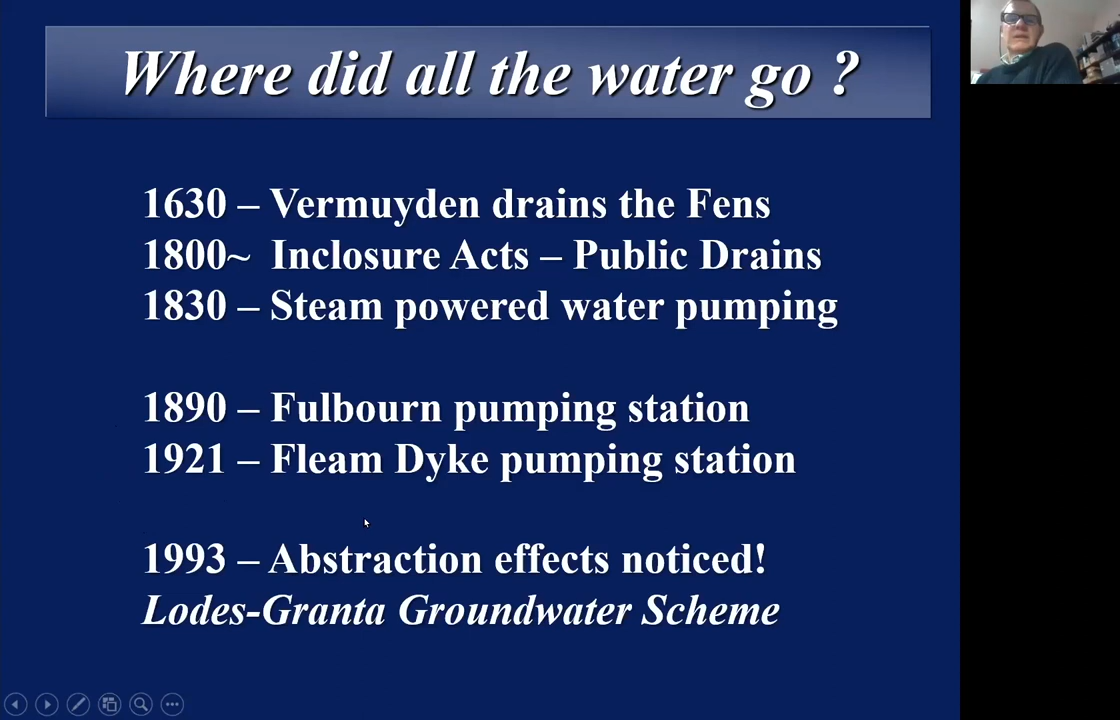 Where did all the water go ?
1630 – Vermuyden drains the Fens
1800~ Inclosure Acts – Public Drains
1830 – Steam powered water pumping
1890 – Fulbourn pumping station
1921 – Fleam Dyke pumping station
1993 – Abstraction effects noticed!
Lodes-Granta Groundwater Scheme